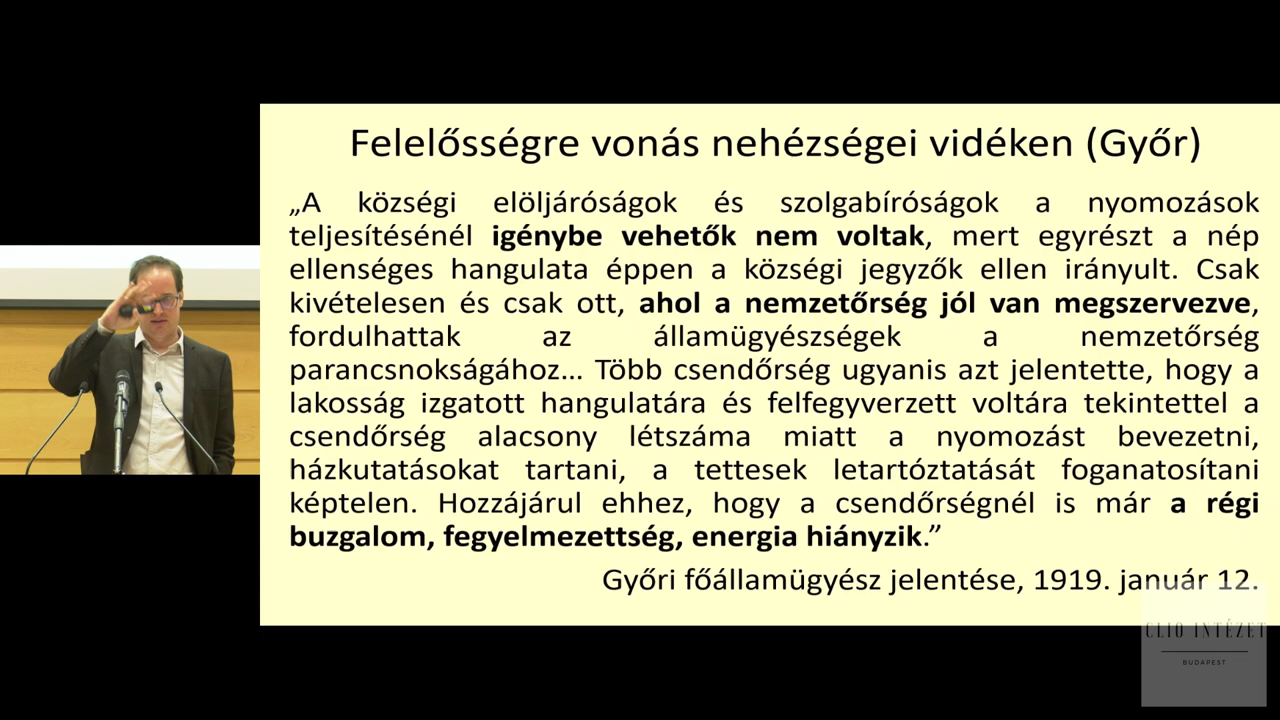 Felelősségre vonás nehézségei vidéken (Győr)
„A községi elöljáróságok és szolgabíróságok a nyomozások
teljesítésénél igénybe vehetők nem voltak, mert egyrészt a nép
ellenséges hangulata éppen a községi jegyzők ellen irányult. Csak
kivételesen és csak ott, ahol a nemzetőrség jól van megszervezve,
fordulhattak az államügyészségek a nemzetőrség
parancsnokságához... Több csendőrség ugyanis azt jelentette, hogy a
lakosság izgatott hangulatára és felfegyverzett voltára tekintettel a
csendőrség alacsony létszáma miatt a nyomozást bevezetni,
házkutatásokat tartani, a tettesek letartóztatását foganatosítani
képtelen. Hozzájárul ehhez, hogy a csendőrségnél is már a régi
buzgalom, fegyelmezettség, energia hiányzik.”
Győri főállamügyész jelentése, 1919. január 12.
CLIO INTÉZET
BUDAPEST